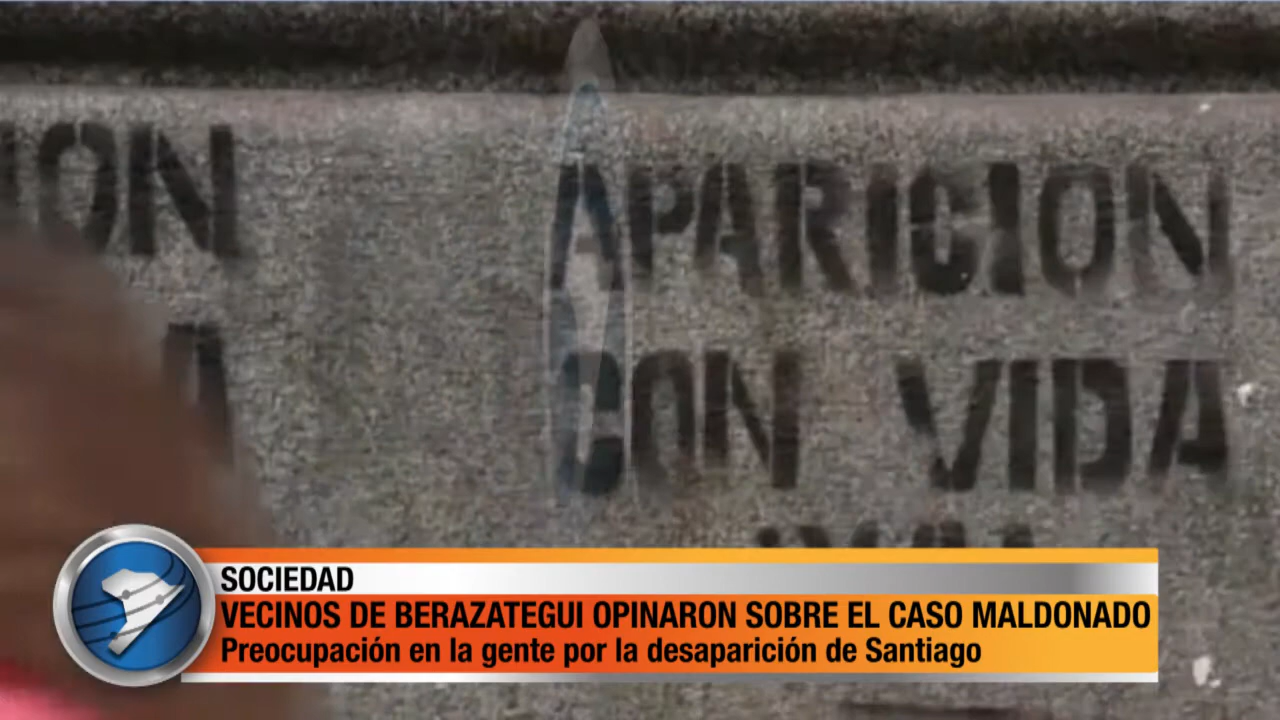 ION
APARICION
CON VIDA
SOCIEDAD
VECINOS DE BERAZATEGUI OPINARON SOBRE EL CASO MALDONADO
Preocupación en la gente por la desaparición de Santiago